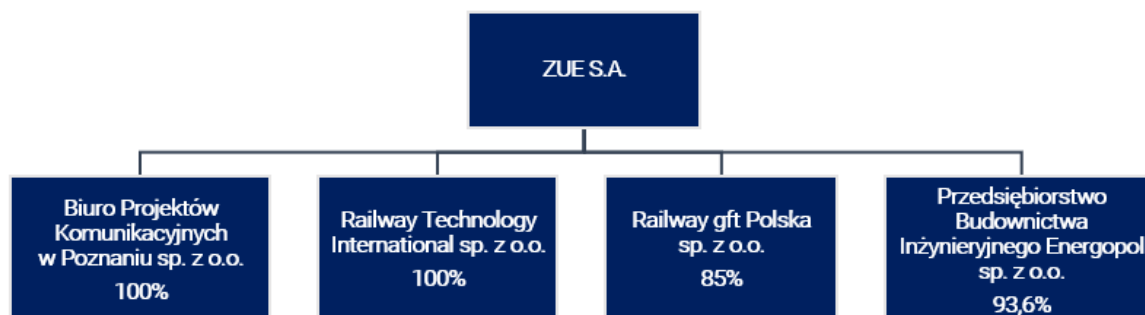 ZUE S.A.
Biuro Projektów
Komunikacyjnych
w Poznaniu sp. z o.o.
100%
Railway Technology
International sp. z o.o.
100%
Railway gft Polska
sp. z o.o.
85%
Przedsiębiorstwo
Budownictwa
Inżynieryjnego Energopol
sp. z o.o.
93,6%